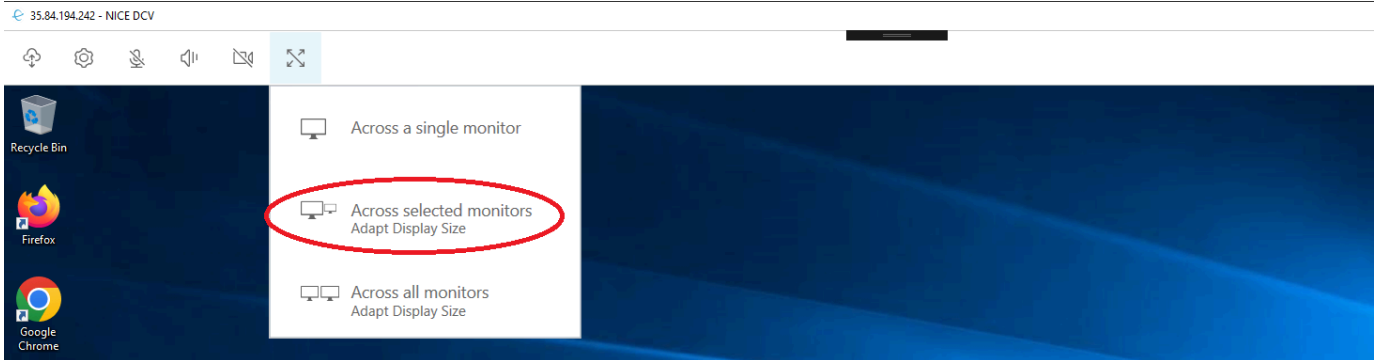 35.84.194.242 - NICE DCV
Across a single monitor
Recycle Bin
Across selected monitors
Adapt Display Size
Firefox
Across all monitors
Adapt Display Size
Google
Chrome